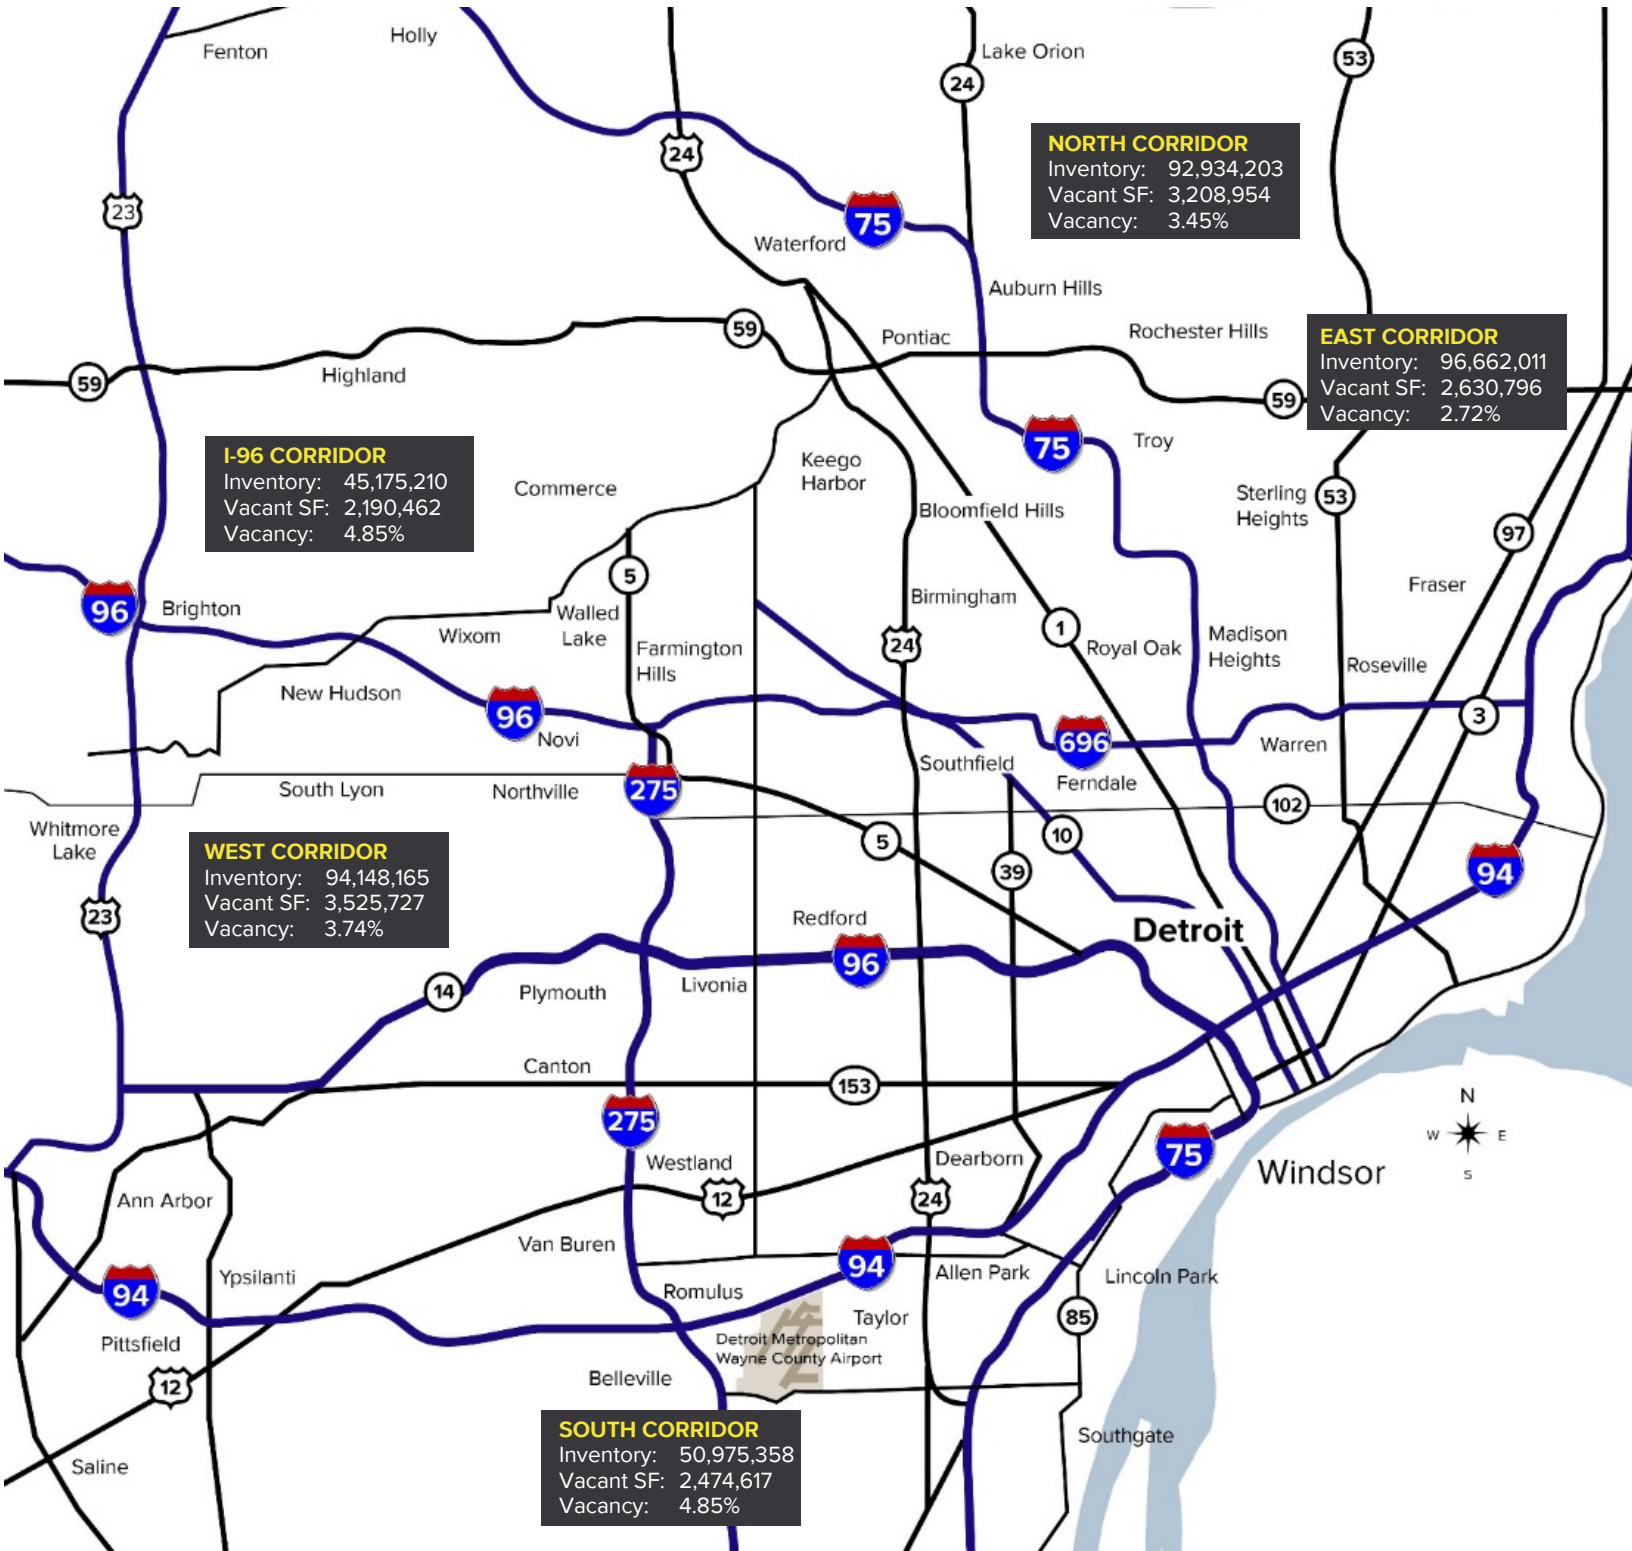 Holly
Fenton
Lake Orion
53
24
24
NORTH CORRIDOR
Inventory: 92,934,203
Vacant SF: 3,208,954
Vacancy: 3.45%
23
75
Waterford
Auburn Hills
59
Pontiac
Rochester Hills
EAST CORRIDOR
Inventory: 96,662,011
Vacant SF: 2,630,796
Vacancy: 2.72%
59
Highland
59
75
Troy
I-96 CORRIDOR
Inventory: 45,175,210
Vacant SF: 2,190,462
Vacancy: 4.85%
Keego
Harbor
Commerce
Sterling
Heights
53
Bloomfield Hills
97
5
Fraser
96
Brighton
Walled
Lake
Birmingham
Wixom
1
Farmington
Hills
24
Royal Oak
Madison
Heights
Roseville
New Hudson
96
Novi
3
696
Warren
Southfield
Ferndale
South Lyon
Northville
275
102
Whitmore
Lake
5
10
39
94
WEST CORRIDOR
Inventory: 94,148,165
Vacant SF: 3,525,727
Vacancy: 3.74%
23
Redford
Detroit
96
14
Plymouth
Livonia
Canton
153
275
N
W
E
S
75
Westland
Dearborn
Windsor
12
24
Ann Arbor
Van Buren
94
Allen Park
Lincoln Park
Ypsilanti
94
Romulus
Taylor
85
Pittsfield
Detroit Metropolitan
Wayne County Airport
12
Belleville
SOUTH CORRIDOR
Inventory: 50,975,358
Vacant SF: 2,474,617
Vacancy: 4.85%
Southgate
Saline